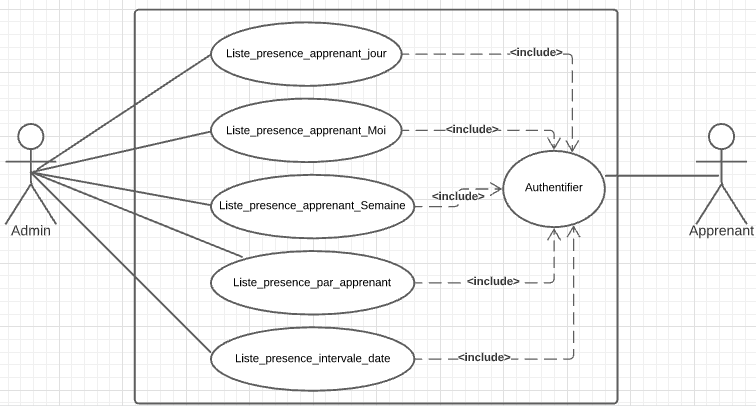 Liste_presence_apprenant_jour
<include>
Liste_presence_apprenant_Moi
<include>
Liste_presence_apprenant_Semaine
<include>
Authentifier
Admin
Apprenant
Liste_presence_par_apprenant
<include>
Liste_presence_intervale_date
<include>